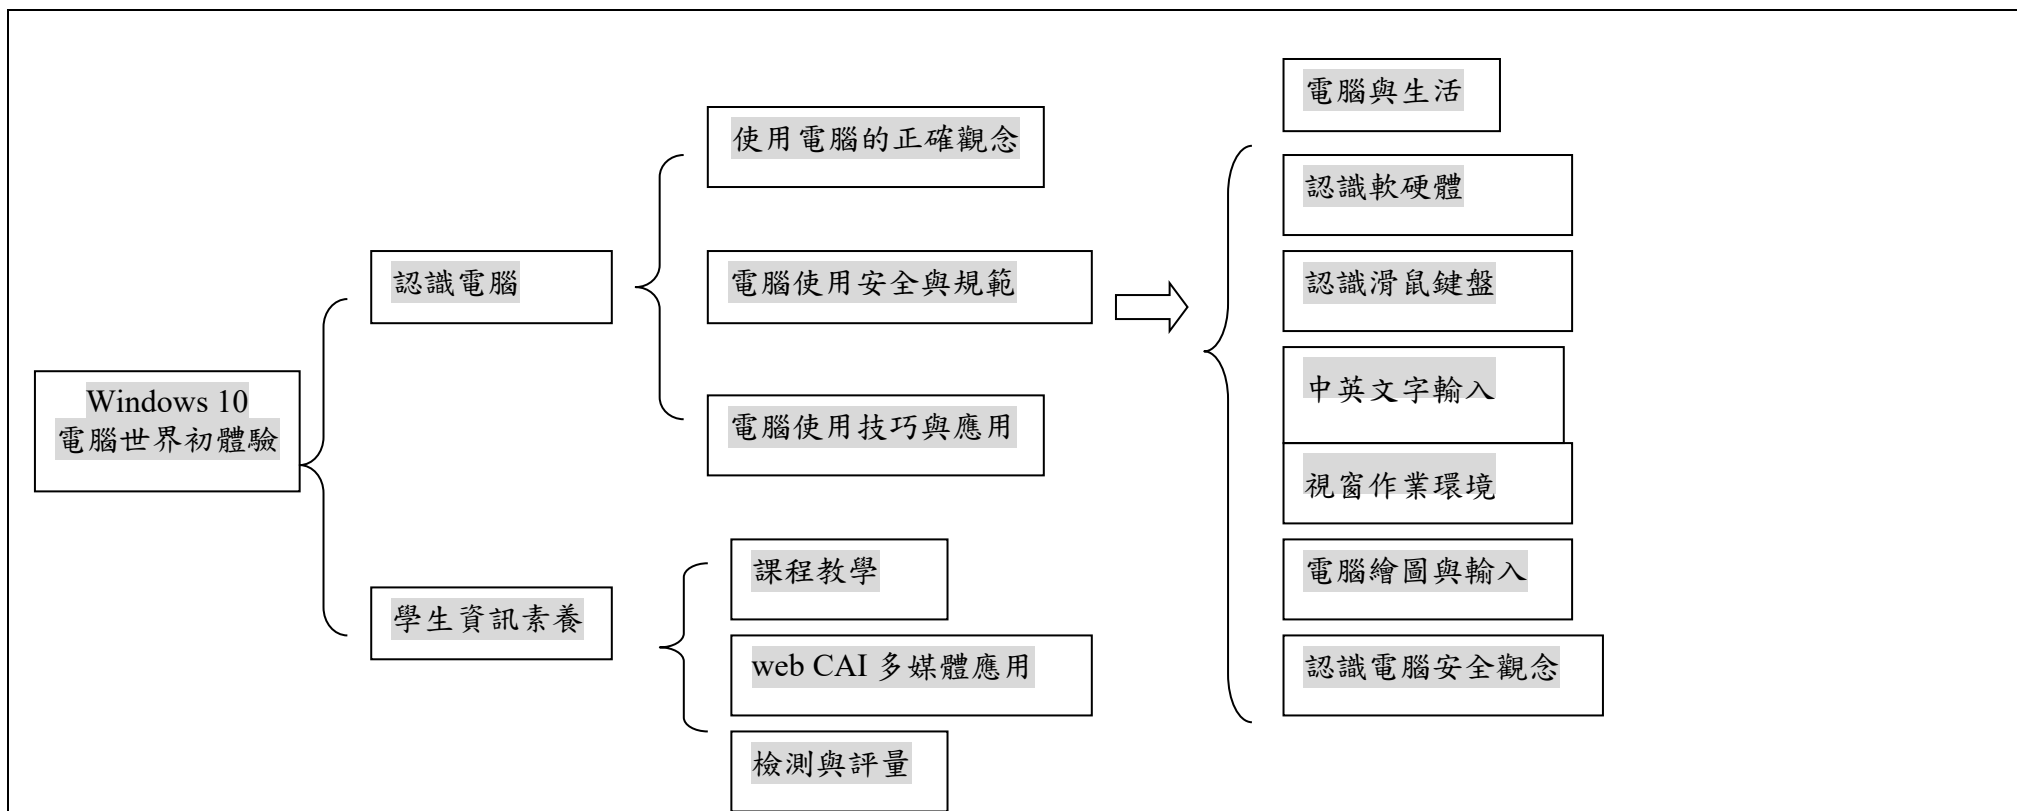 Windows 10
電腦世界初體驗
認識電腦
學生資訊素養
使用電腦的正確觀念
電腦使用安全與規範
電腦使用技巧與應用
課程教學
web CAI 多媒體應用
檢測與評量
電腦與生活
認識軟硬體
認識滑鼠鍵盤
中英文字輸入
視窗作業環境
電腦繪圖與輸入
認識電腦安全觀念